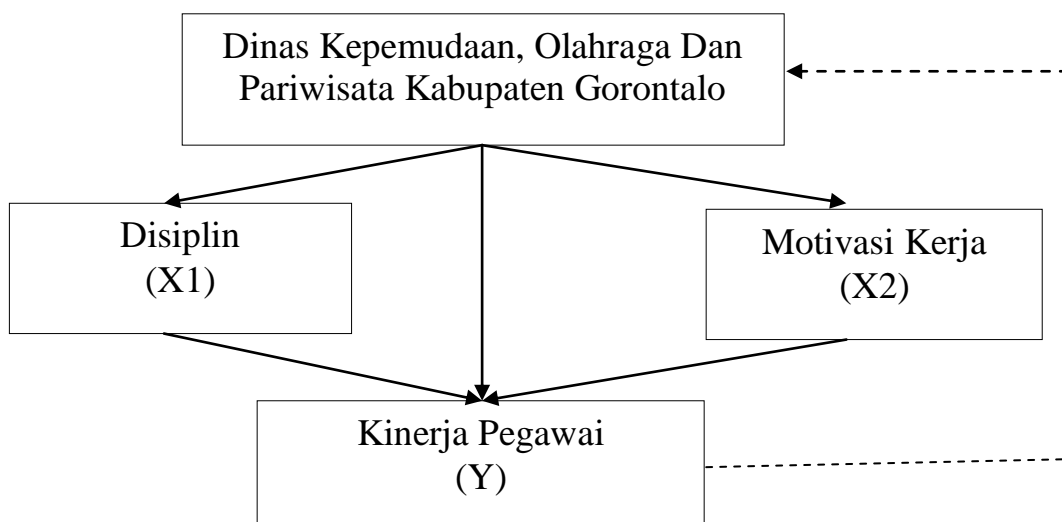 Dinas Kepemudaan, Olahraga Dan
Pariwisata Kabupaten Gorontalo
Disiplin
(X1)
Motivasi Kerja
(X2)
Kinerja Pegawai
(Y)